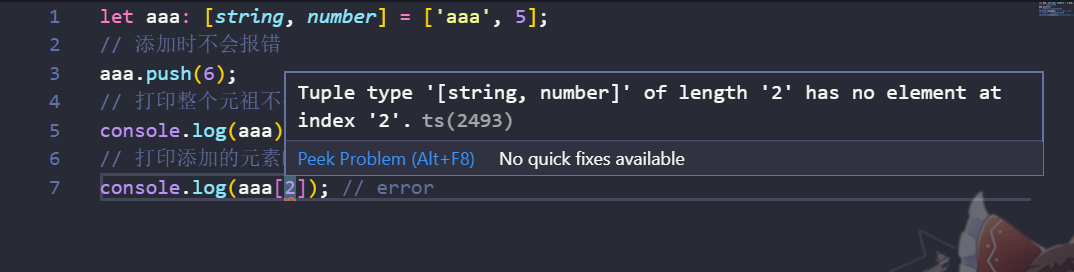 1 let aaa: [string, number] = ['aaa', 5];
2 // 添加时不会报错
3 aaa.push(6);
4 // 打印整个元祖不
5 console.log(aaa)
6 // 打印添加的元素
7 console.log(aaa[2]); // error
Tuple type '[string, number]' of length '2' has no element at
index '2'. ts(2493)
Peek Problem (Alt+F8) No quick fixes available